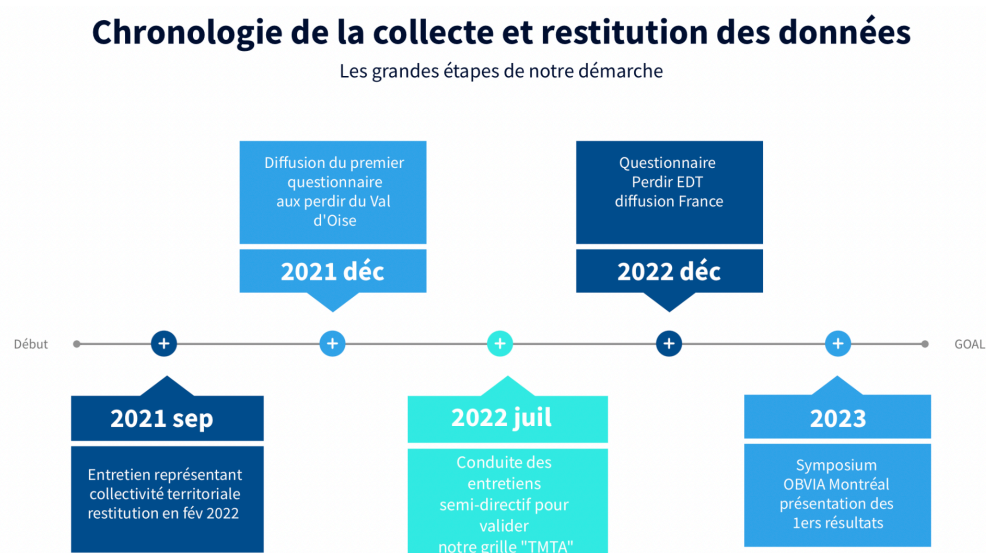 Chronologie de la collecte et restitution des données
Les grandes étapes de notre démarche
Diffusion du premier
questionnaire
aux perdir du Val
d'Oise
2021 déc
Questionnaire
Perdir EDT
diffusion France
2022 déc
Début
GOAL
2021 sep
Entretien représentant
collectivité territoriale
restitution en fév 2022
2022 juil
Conduite des
entretiens
semi-directif pour
valider
notre grille "TMTA"
2023
Symposium
OBVIA Montréal
présentation des
1ers résultats